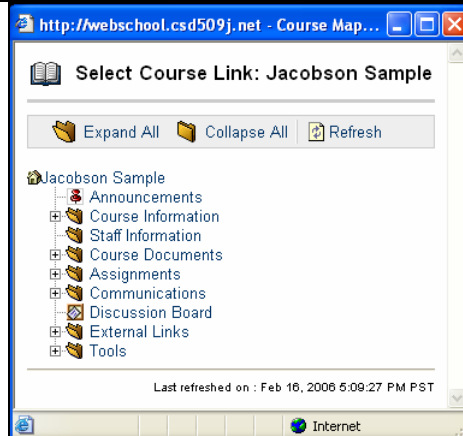 http://webschool.csd509j.net - Course Map...
Select Course Link: Jacobson Sample
Expand All Collapse All Refresh
Jacobson Sample
Announcements
Course Information
Staff Information
Course Documents
Assignments
Communications
Discussion Board
External Links
Tools
Last refreshed on : Feb 16, 2006 5:09:27 PM PST
Internet